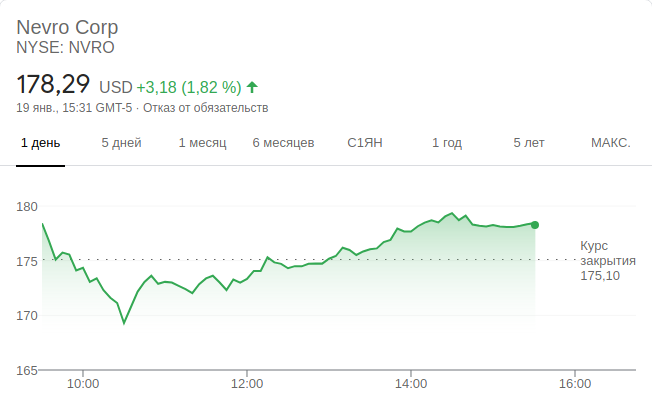 Nevro Corp
NYSE: NVRO
178,29 USD +3,18 (1,82 %)
19 янв., 15:31 GMT-5 · Отказ от обязательств
1 день 5 дней 1 месяц 6 месяцев С1ЯН 1 год 5 лет МАКС.
180
175
170
165
Курс
закрытия
175,10
10:00 12:00 14:00 16:00